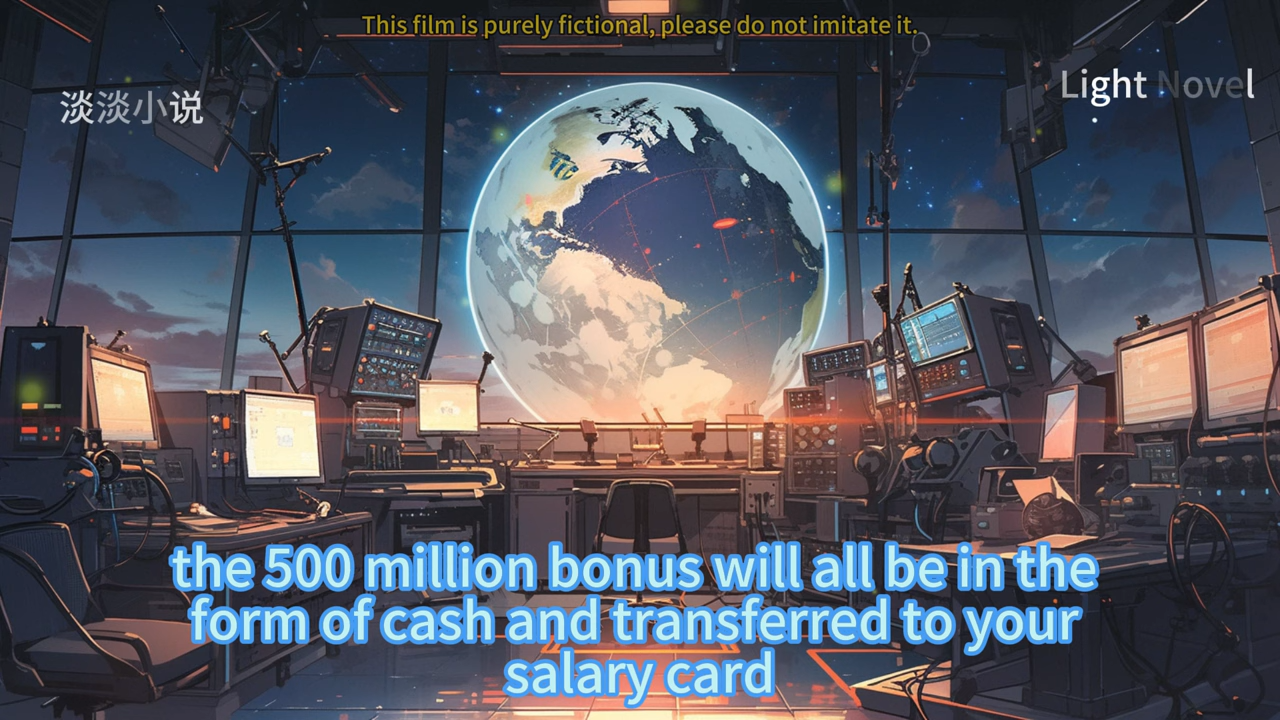 This film is purely fictional, please do not imitate it.
淡淡小说
Light Novel
the 500 million bonus will all be in the
form of cash and transferred to your
salary card